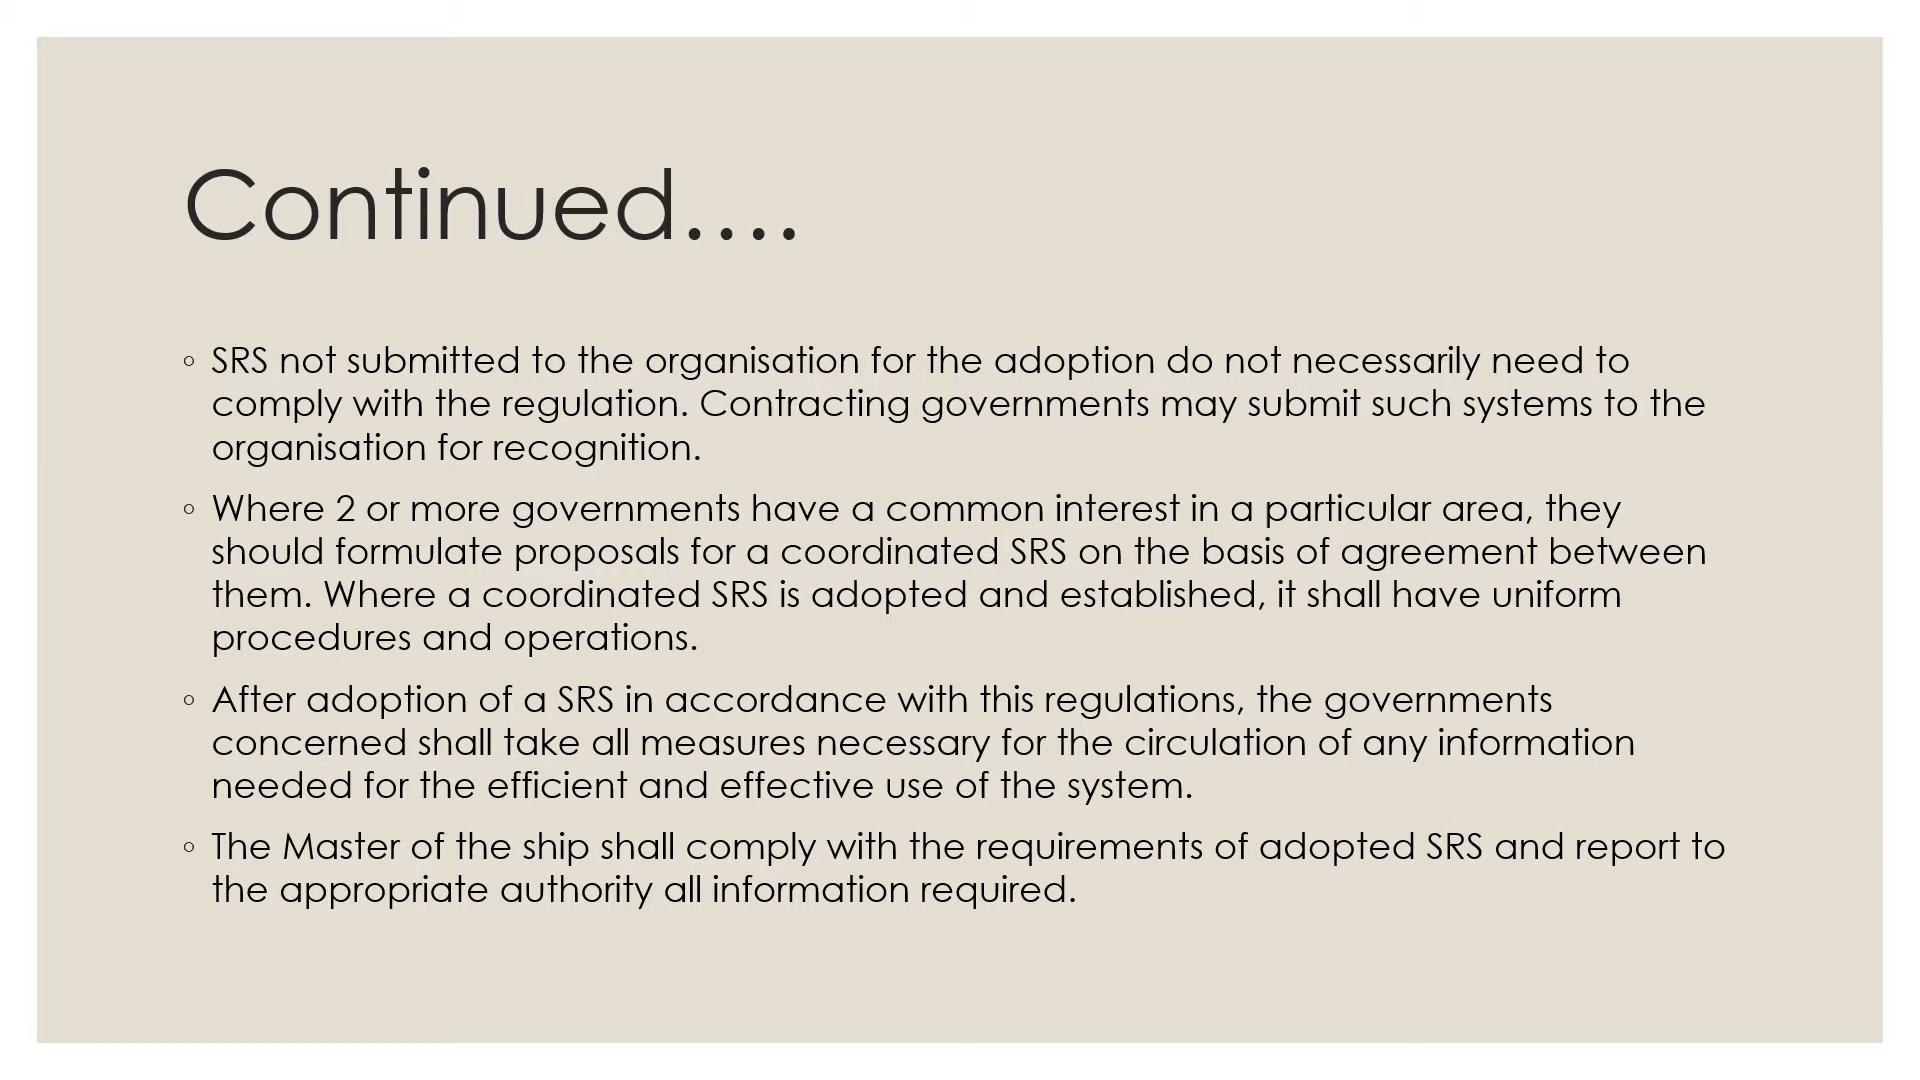 Continued....
◦ SRS not submitted to the organisation for the adoption do not necessarily need to
comply with the regulation. Contracting governments may submit such systems to the
organisation for recognition.
◦ Where 2 or more governments have a common interest in a particular area, they
should formulate proposals for a coordinated SRS on the basis of agreement between
them. Where a coordinated SRS is adopted and established, it shall have uniform
procedures and operations.
◦ After adoption of a SRS in accordance with this regulations, the governments
concerned shall take all measures necessary for the circulation of any information
needed for the efficient and effective use of the system.
◦ The Master of the ship shall comply with the requirements of adopted SRS and report to
the appropriate authority all information required.